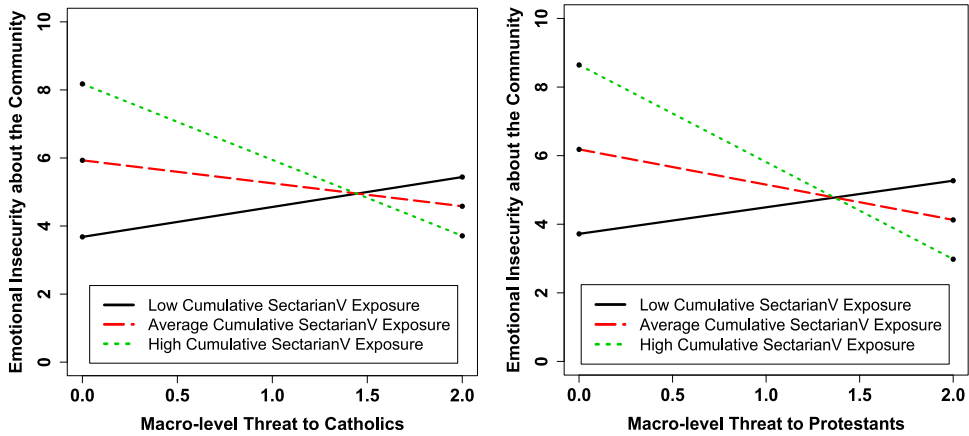 Emotional Insecurity about the Community
10
8
6
4
2
0
Low Cumulative SectarianV Exposure
Average Cumulative SectarianV Exposure
High Cumulative SectarianV Exposure
0.0 0.5 1.0 1.5 2.0
Macro-level Threat to Catholics
Emotional Insecurity about the Community
10
8
6
4
2
0
Low Cumulative SectarianV Exposure
Average Cumulative SectarianV Exposure
High Cumulative SectarianV Exposure
0.0 0.5 1.0 1.5 2.0
Macro-level Threat to Protestants